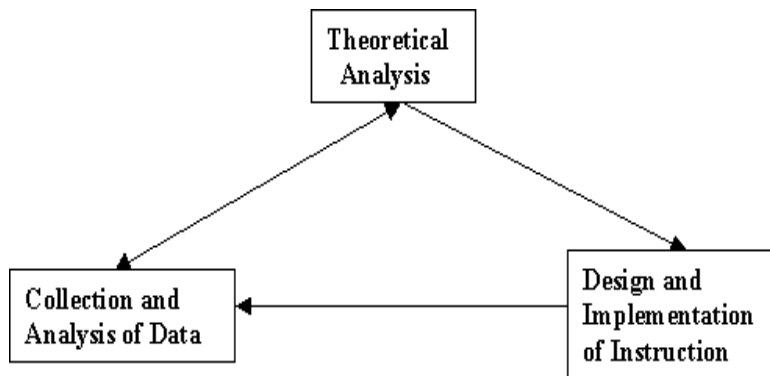 Theoretical
Analysis
Collection and
Analysis of Data
Design and
Implementation
of Instruction